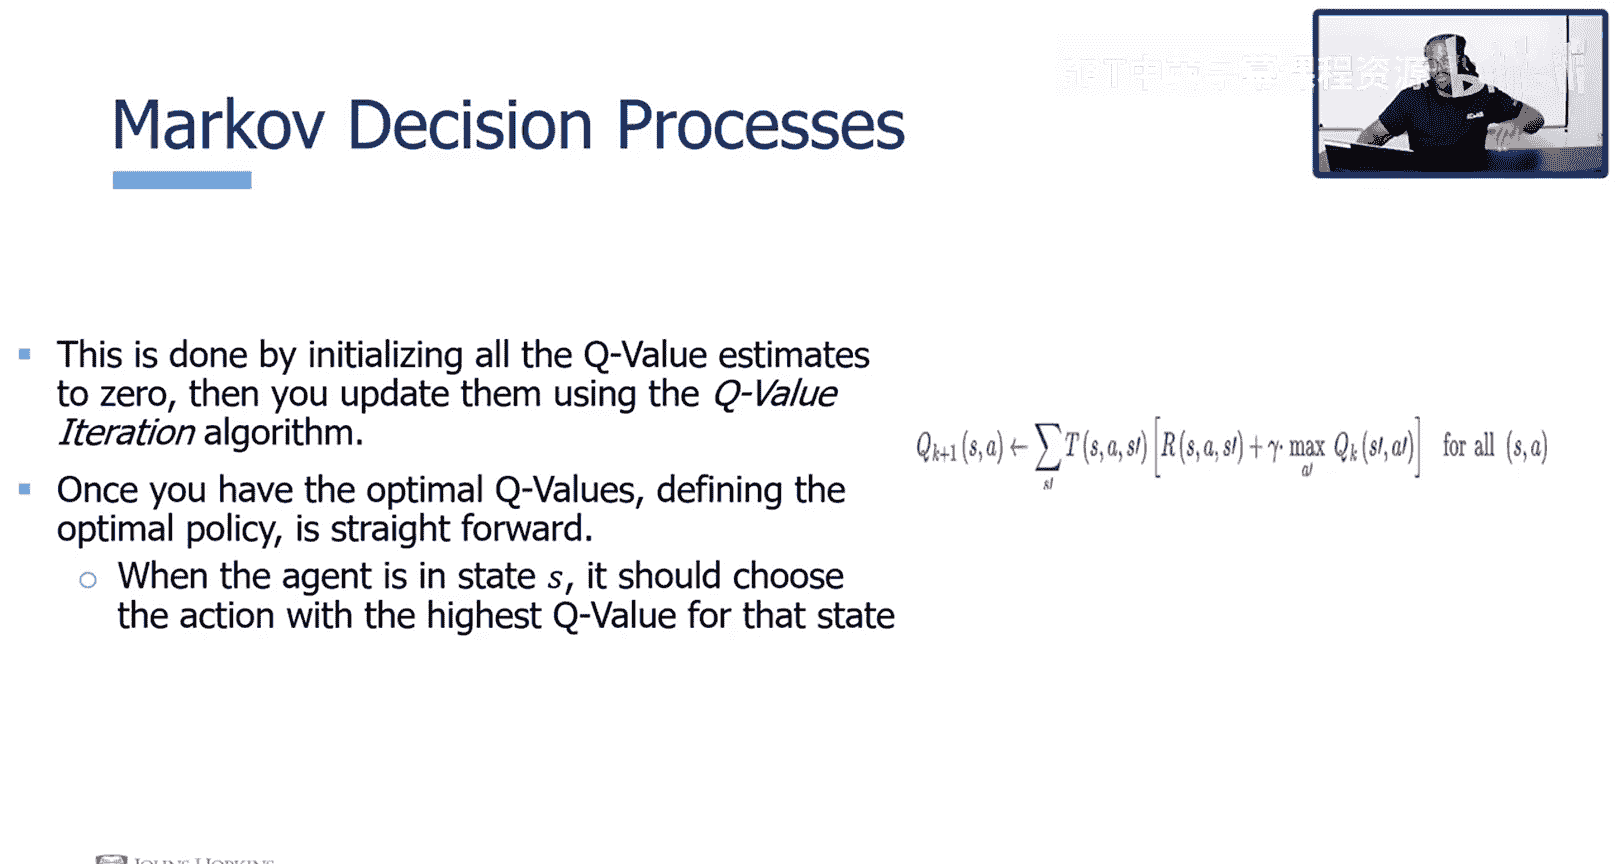 Markov Decision Processes
This is done by initializing all the Q-Value estimates
to zero, then you update them using the Q-Value
Iteration algorithm.
Once you have the optimal Q-Values, defining the
optimal policy, is straight forward.
When the agent is in state s, it should choose
the action with the highest Q-Value for that state
Q_{k+1}(s,a) ← ∑_{s′} T(s,a,s′)[R(s,a,s′)+γ·max_{a′} Q_k(s′,a′)] for all (s,a)
JOHNS HOPKINS